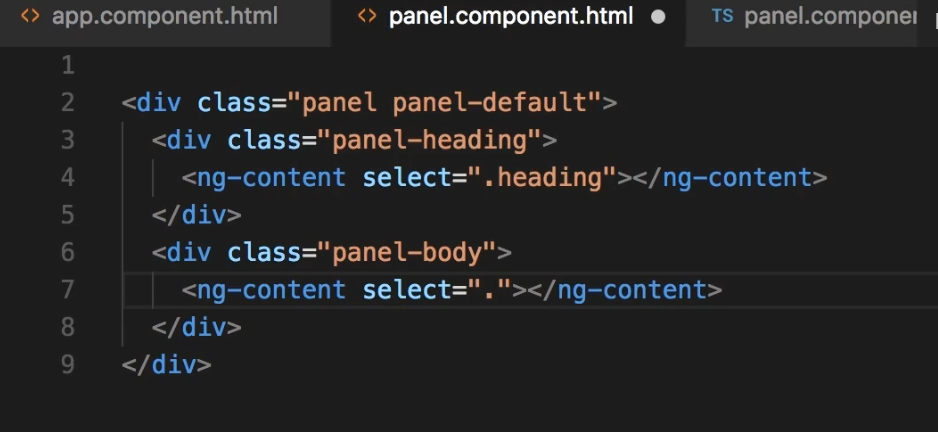 <> app.component.html <> panel.component.html ● TS panel.componer
1
2 <div class="panel panel-default">
3 <div class="panel-heading">
4 <ng-content select=".heading"></ng-content>
5 </div>
6 <div class="panel-body">
7 <ng-content select="."></ng-content>
8 </div>
9 </div>